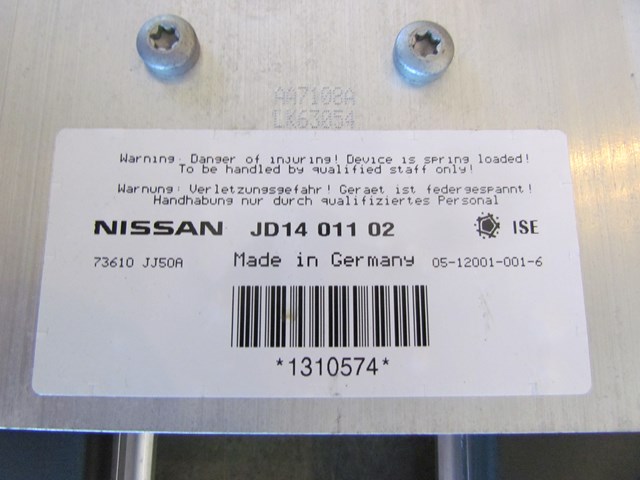 AA7108A
LK63054
Warning: Danger of injuring! Device is spring loaded!
To be handled by qualified staff only!
Warnung: Verletzungsgefahr! Geraet ist federgespannt!
Handhabung nur durch qualifiziertes Personal
NISSAN JD14 011 02 ISE
73610 JJ50A Made in Germany 05-12001-001-6
*1310574*